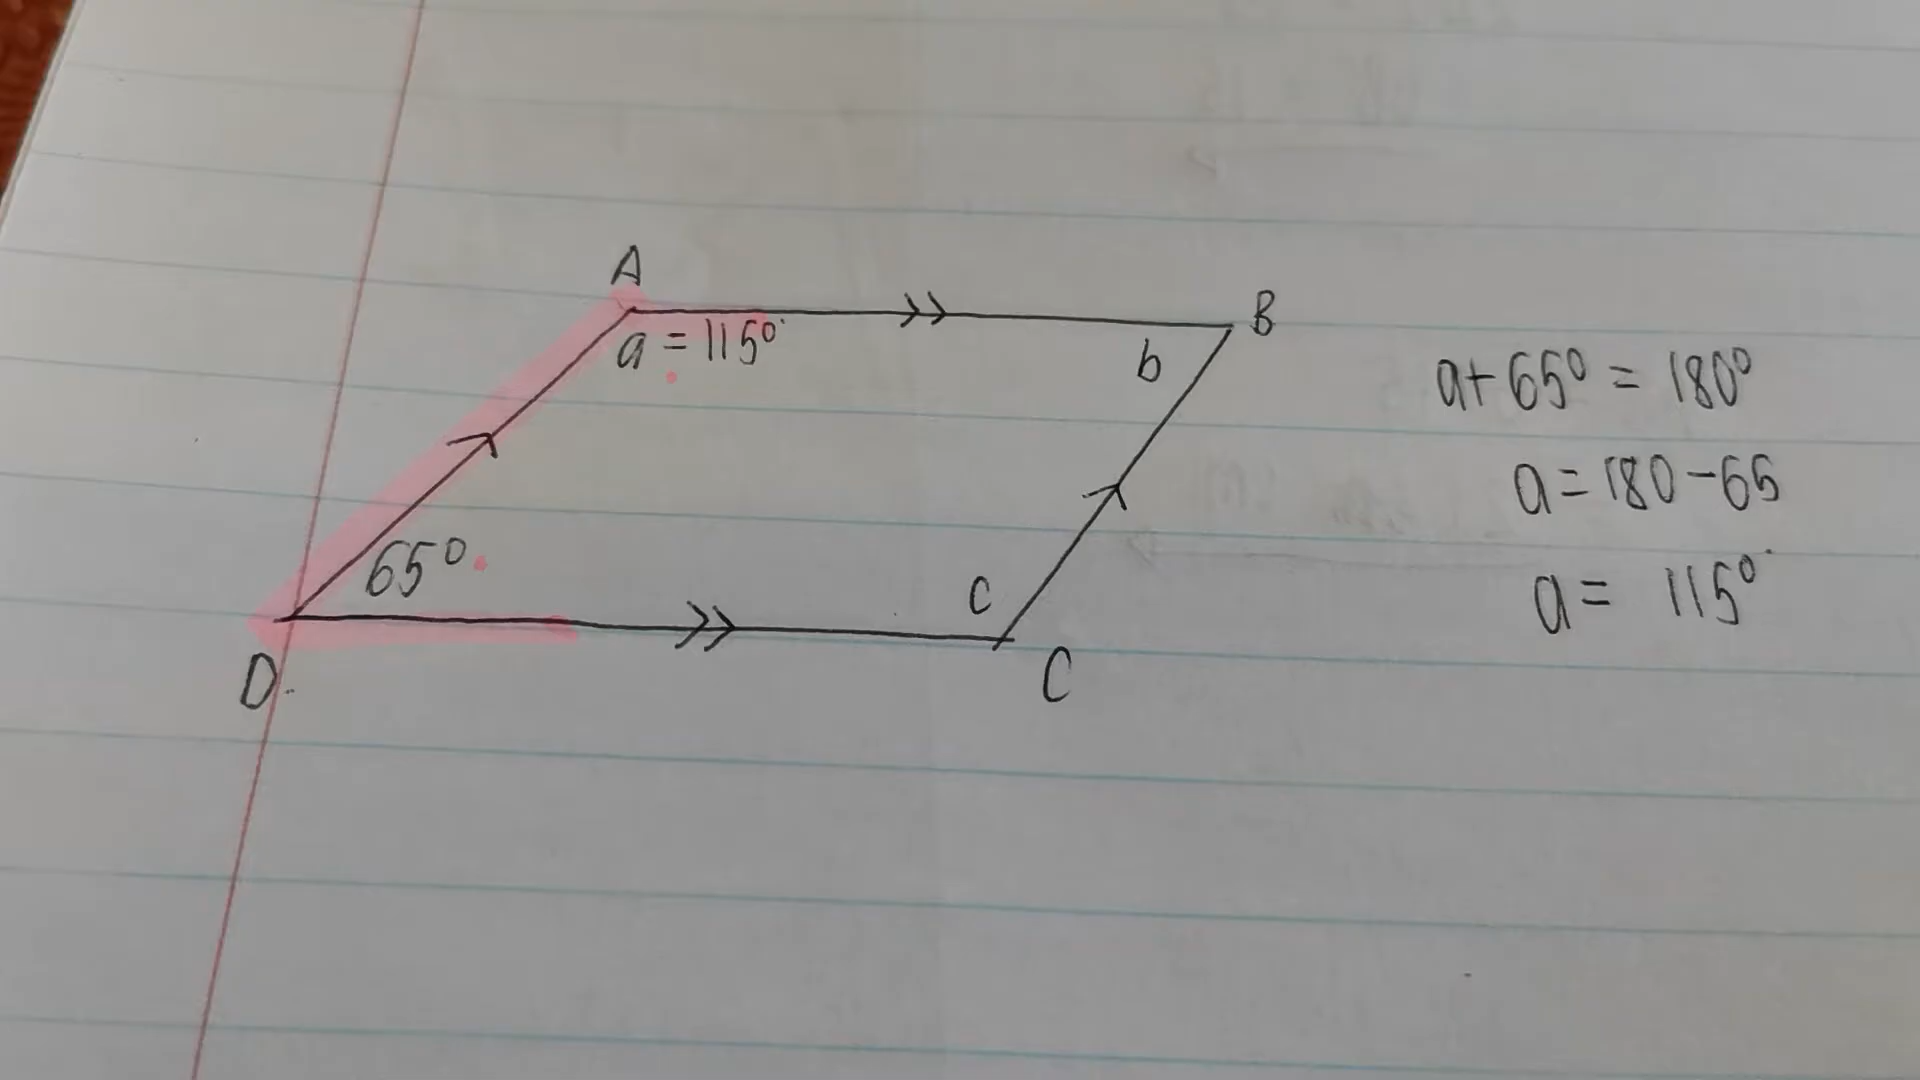 A
B
a = 115°
b
a + 65° = 180°
a = 180 - 65
65°
c
a = 115°
D
C